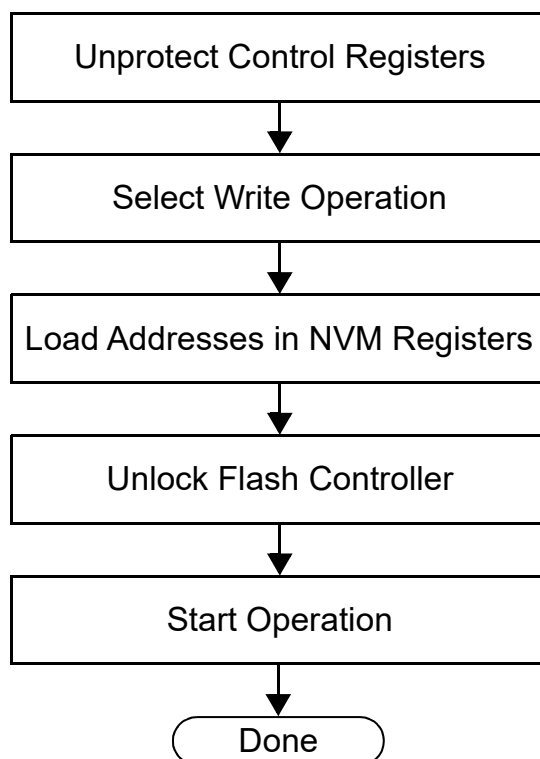 Unprotect Control Registers
Select Write Operation
Load Addresses in NVM Registers
Unlock Flash Controller
Start Operation
Done